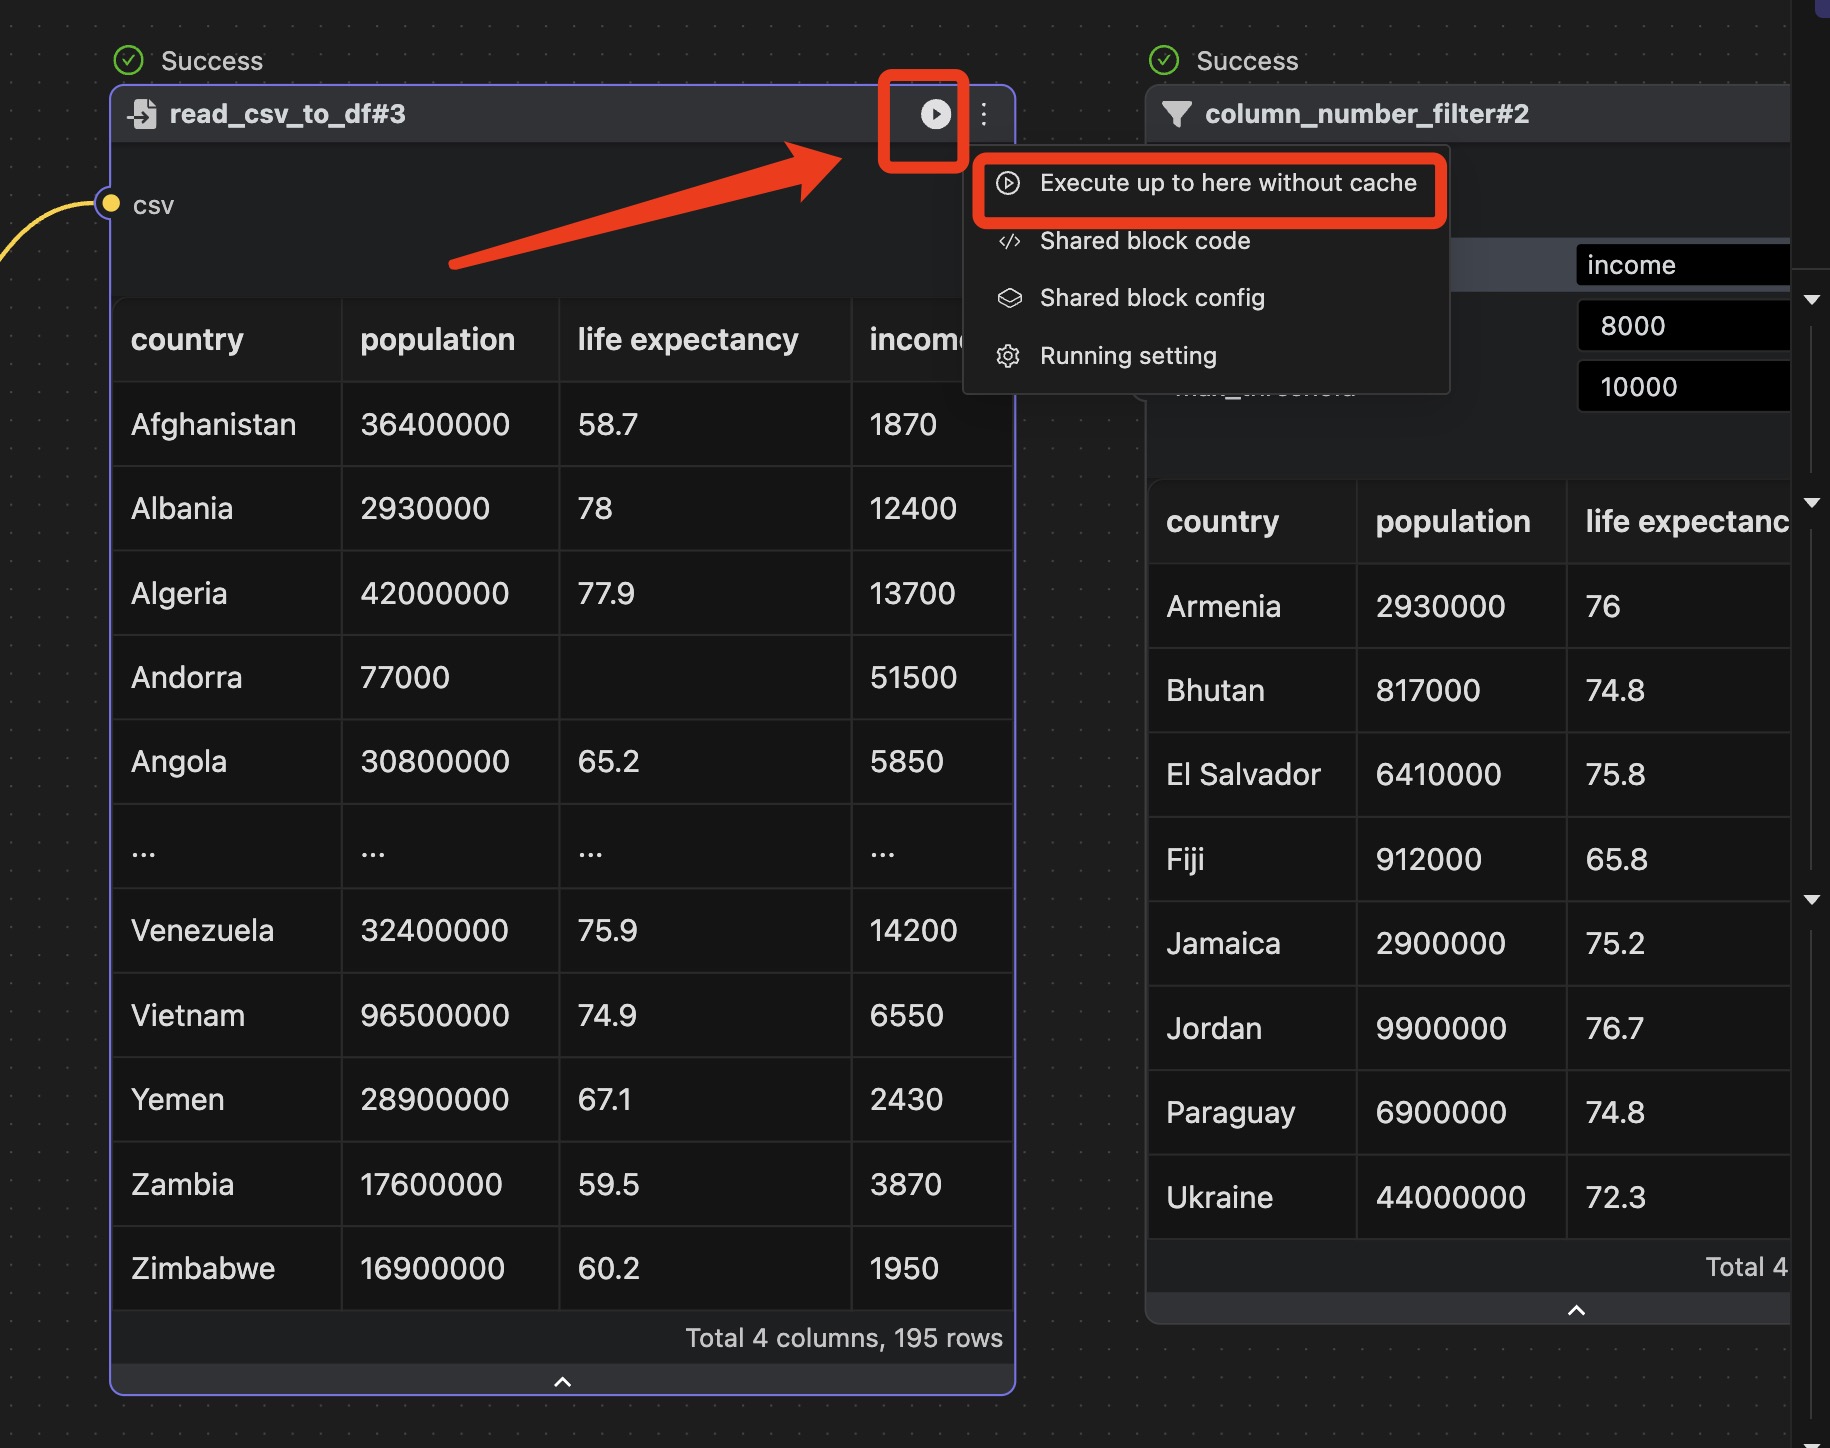 Success
read_csv_to_df#3
csv
country population life expectancy incom
Afghanistan 36400000 58.7 1870
Albania 2930000 78 12400
Algeria 42000000 77.9 13700
Andorra 77000 51500
Angola 30800000 65.2 5850
... ... ... ...
Venezuela 32400000 75.9 14200
Vietnam 96500000 74.9 6550
Yemen 28900000 67.1 2430
Zambia 17600000 59.5 3870
Zimbabwe 16900000 60.2 1950
Total 4 columns, 195 rows
Execute up to here without cache
Shared block code
Shared block config
Running setting
Success
column_number_filter#2
income
8000
10000
country population life expectanc
Armenia 2930000 76
Bhutan 817000 74.8
El Salvador 6410000 75.8
Fiji 912000 65.8
Jamaica 2900000 75.2
Jordan 9900000 76.7
Paraguay 6900000 74.8
Ukraine 44000000 72.3
Total 4